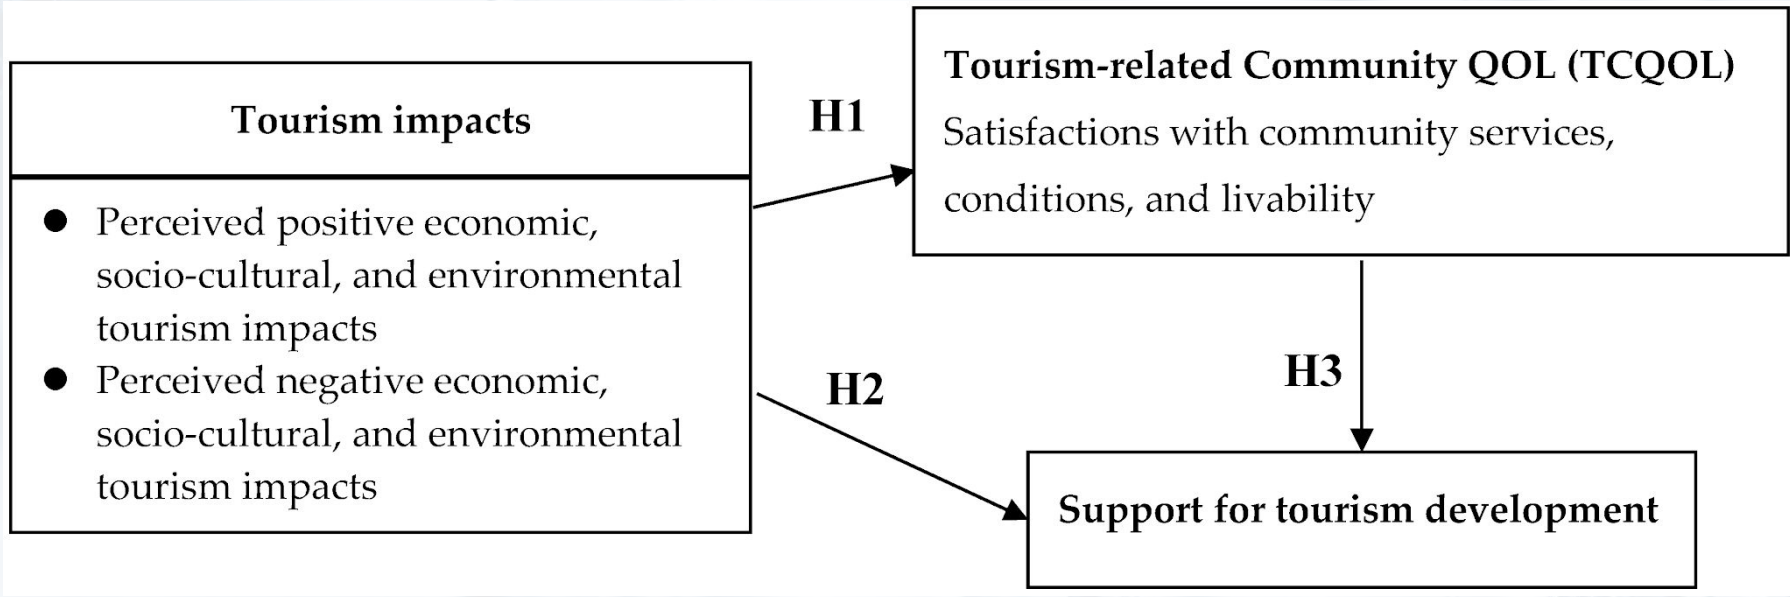 Tourism impacts
● Perceived positive economic,
socio-cultural, and environmental
tourism impacts
● Perceived negative economic,
socio-cultural, and environmental
tourism impacts
H1
Tourism-related Community QOL (TCQOL)
Satisfactions with community services,
conditions, and livability
H2
H3
Support for tourism development